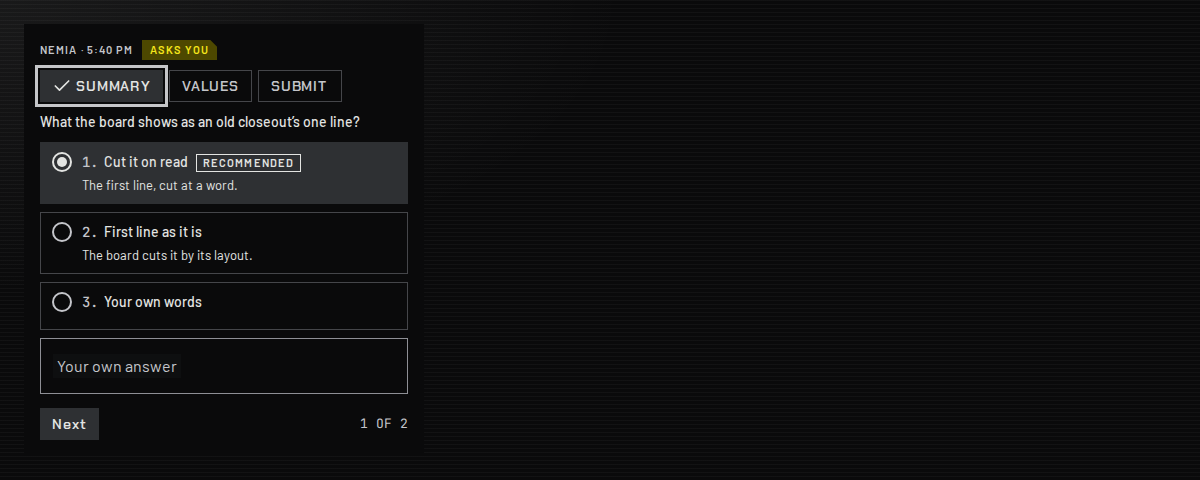 NEMIA · 5:40 PM ASKS YOU
SUMMARY VALUES SUBMIT
What the board shows as an old closeout's one line?
1. Cut it on read RECOMMENDED
The first line, cut at a word.
2. First line as it is
The board cuts it by its layout.
3. Your own words
Your own answer
Next 1 OF 2